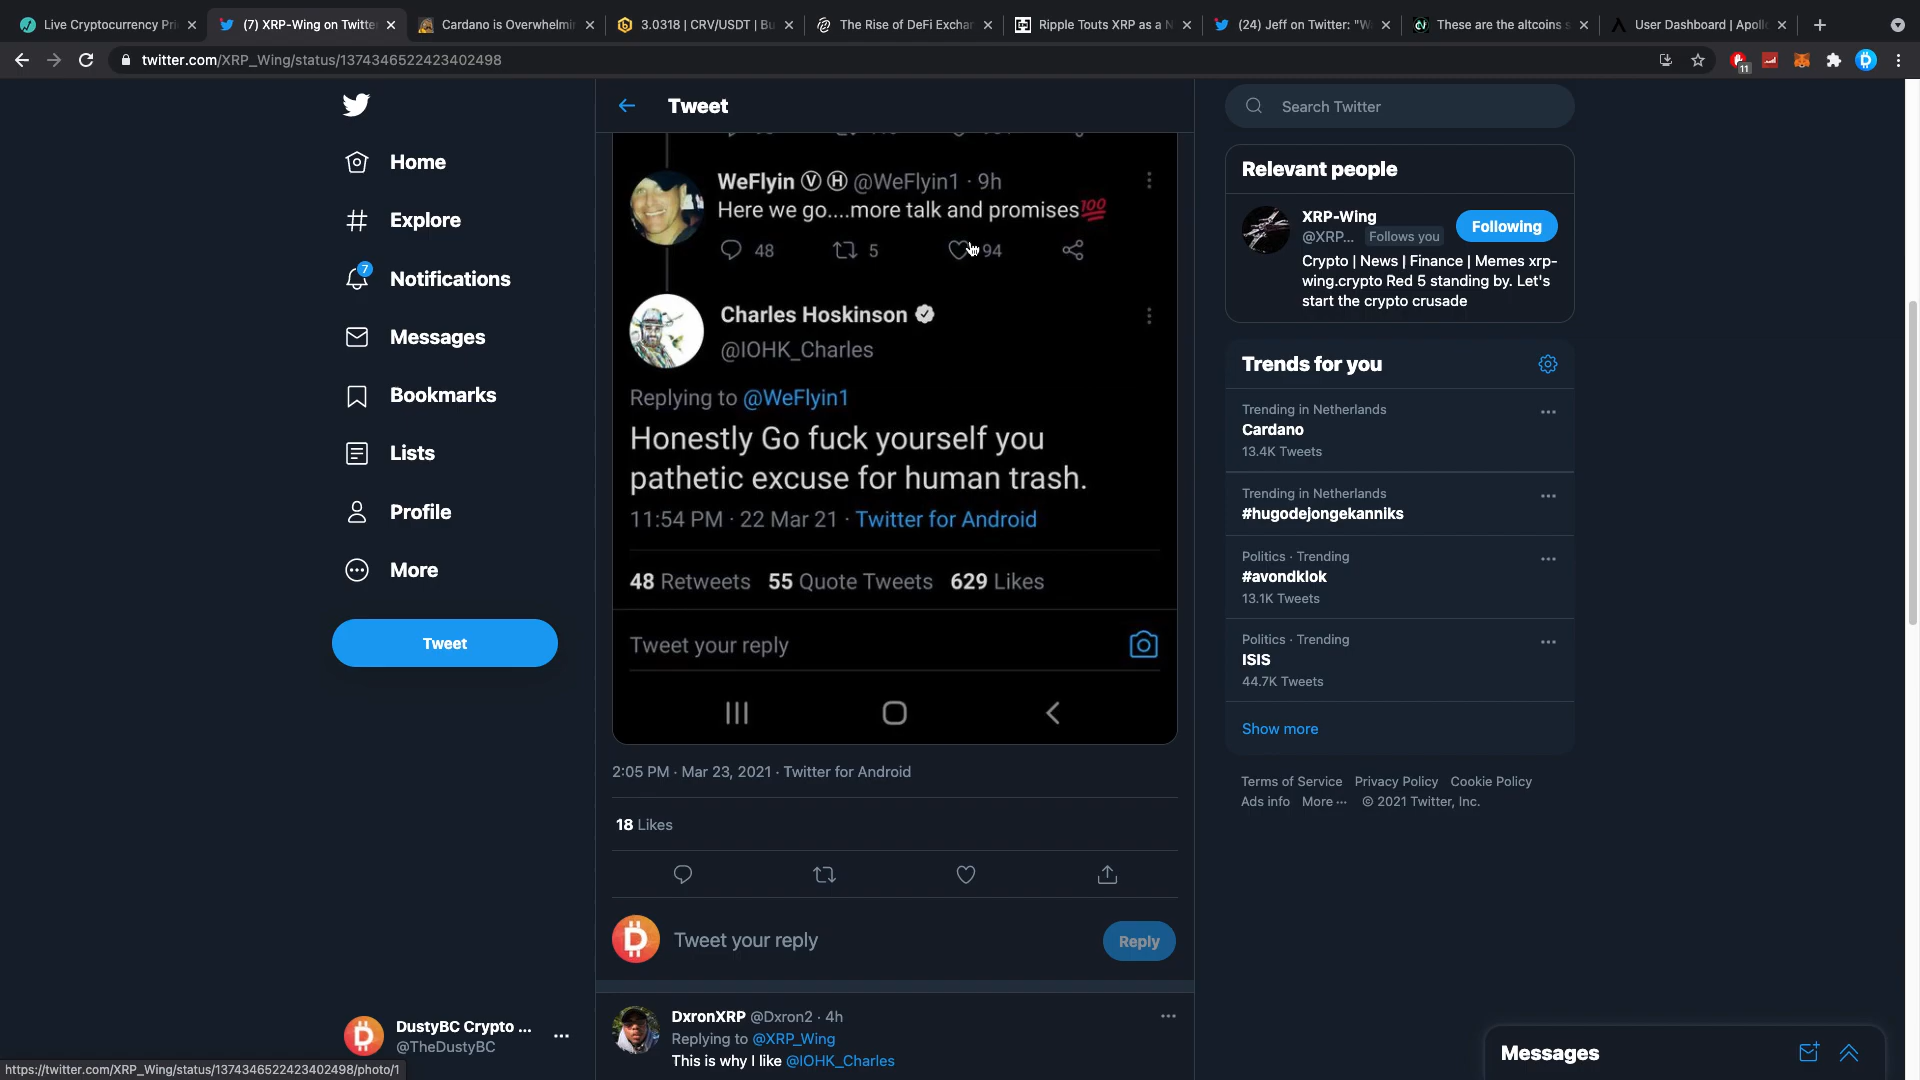 Live Cryptocurrency Pri
(7) XRP-Wing on Twitte
Cardano is Overwhelmi
3.0318 | CRV/USDT | Bu
The Rise of DeFi Excha
Ripple Touts XRP as a N
(24) Jeff on Twitter: "W
These are the altcoins s
User Dashboard | Apoll
twitter.com/XRP_Wing/status/1374346522423402498
11
Home
Explore
7
Notifications
Messages
Bookmarks
Lists
Profile
More
Tweet
DustyBC Crypto ...
@TheDustyBC
https://twitter.com/XRP_Wing/status/1374346522423402498/photo/1
Tweet
WeFlyin Ⓥ Ⓗ @WeFlyin1 · 9h
Here we go....more talk and promises💯
48 5 94
Charles Hoskinson
@IOHK_Charles
Replying to @WeFlyin1
Honestly Go fuck yourself you
pathetic excuse for human trash.
11:54 PM · 22 Mar 21 · Twitter for Android
48 Retweets 55 Quote Tweets 629 Likes
Tweet your reply
2:05 PM · Mar 23, 2021 · Twitter for Android
18 Likes
Tweet your reply
Reply
DxronXRP @Dxron2 · 4h
Replying to @XRP_Wing
This is why I like @IOHK_Charles
Search Twitter
Relevant people
XRP-Wing
@XRP... Follows you
Following
Crypto | News | Finance | Memes xrp-
wing.crypto Red 5 standing by. Let's
start the crypto crusade
Trends for you
Trending in Netherlands
Cardano
13.4K Tweets
Trending in Netherlands
#hugodejongekanniks
Politics · Trending
#avondklok
13.1K Tweets
Politics · Trending
ISIS
44.7K Tweets
Show more
Terms of Service Privacy Policy Cookie Policy
Ads info More ··· © 2021 Twitter, Inc.
Messages